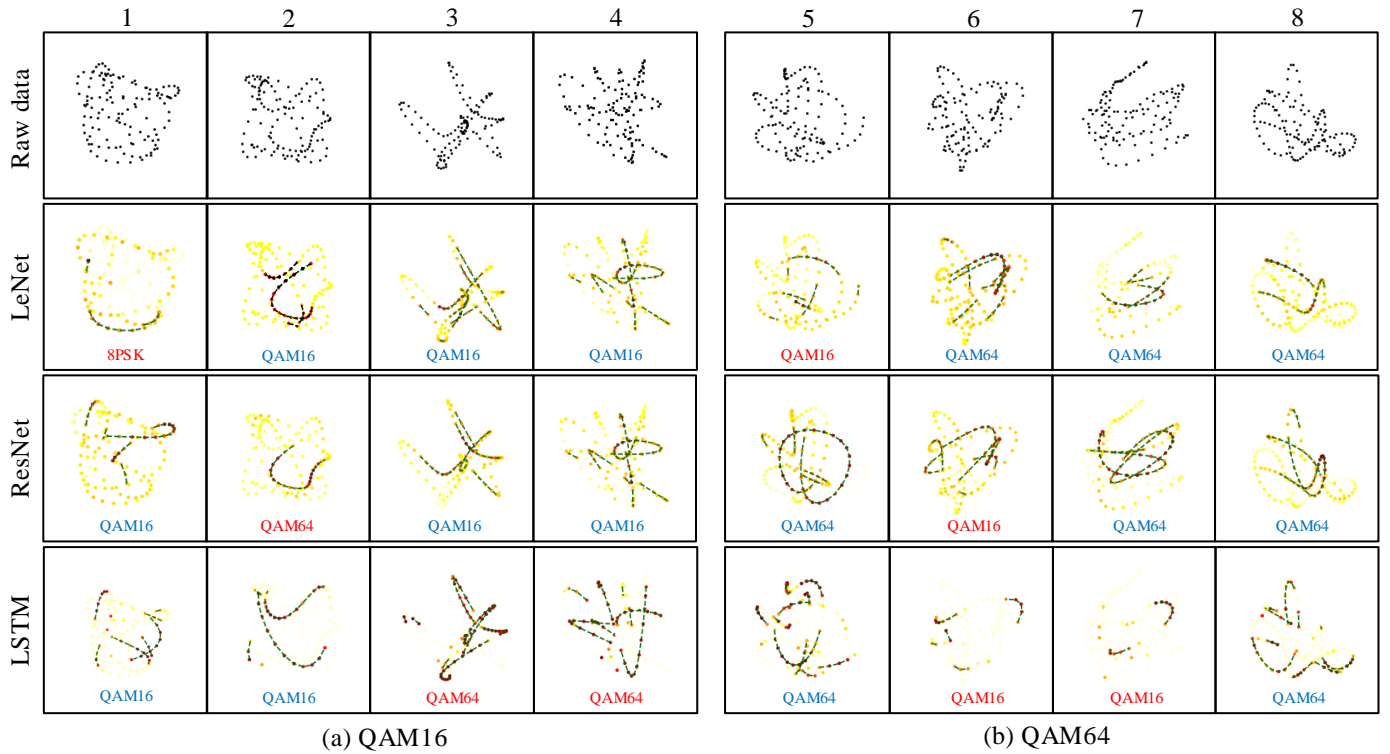 1 2 3 4 5 6 7 8
Raw data
LeNet
8PSK QAM16 QAM16 QAM16 QAM16 QAM64 QAM64 QAM64
ResNet
QAM16 QAM64 QAM16 QAM16 QAM64 QAM16 QAM64 QAM64
LSTM
QAM16 QAM16 QAM64 QAM64 QAM64 QAM16 QAM16 QAM64
(a) QAM16 (b) QAM64